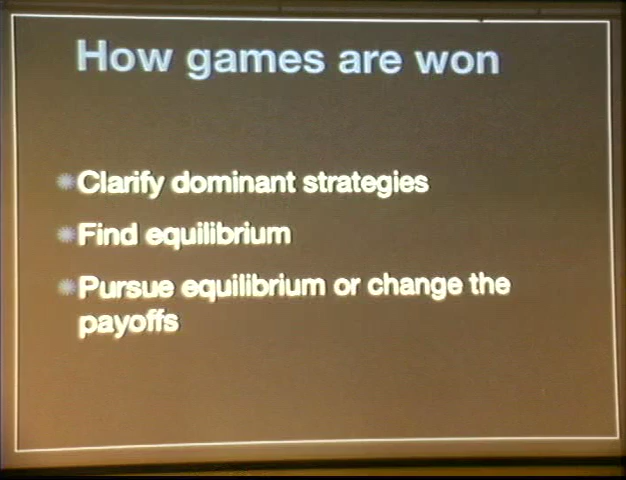 How games are won
Clarify dominant strategies
Find equilibrium
Pursue equilibrium or change the
payoffs